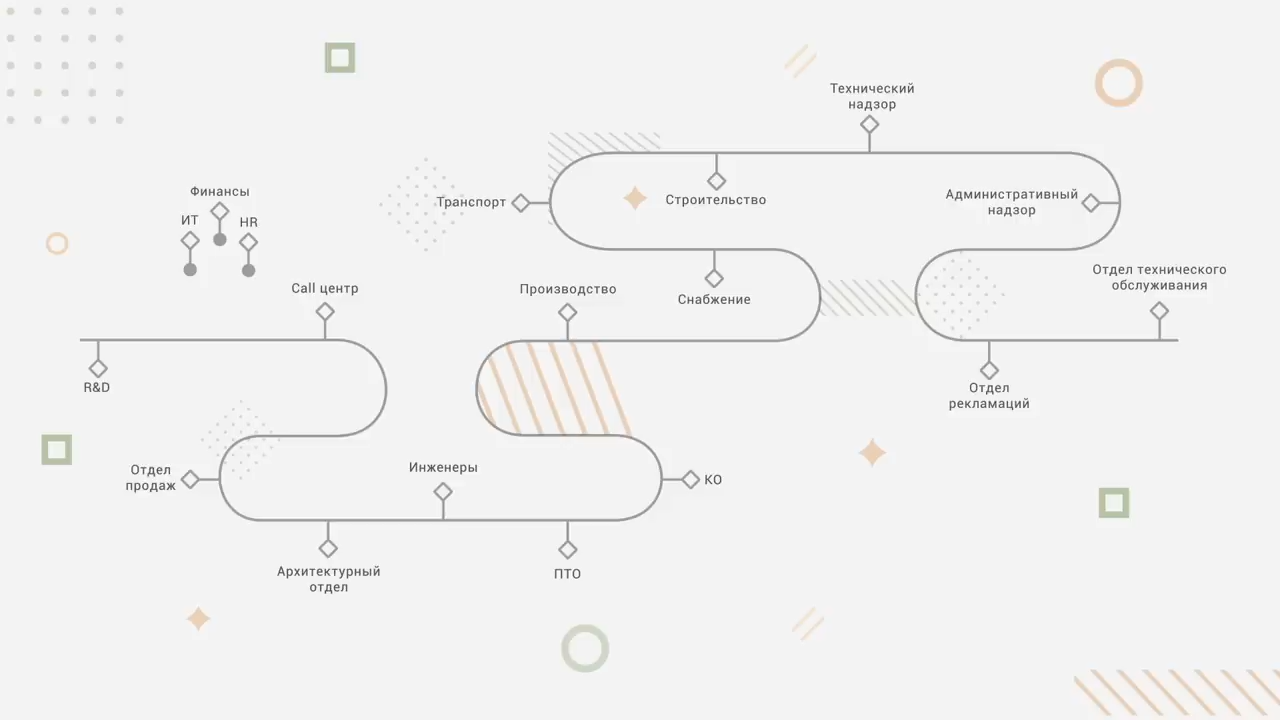 Технический
надзор
Финансы
ИТ
HR
Транспорт
Строительство
Административный
надзор
Call центр
Производство
Снабжение
Отдел технического
обслуживания
R&D
Отдел
рекламаций
Отдел
продаж
Инженеры
КО
Архитектурный
отдел
ПТО